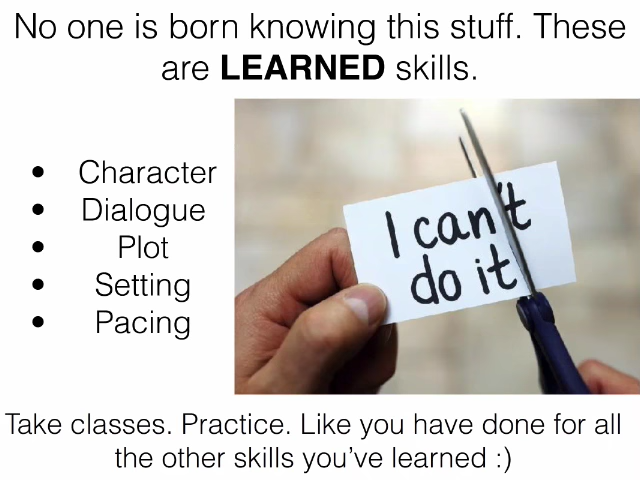 No one is born knowing this stuff. These
are LEARNED skills.
• Character
• Dialogue
• Plot
• Setting
• Pacing
I can't
do it
Take classes. Practice. Like you have done for all
the other skills you've learned :)